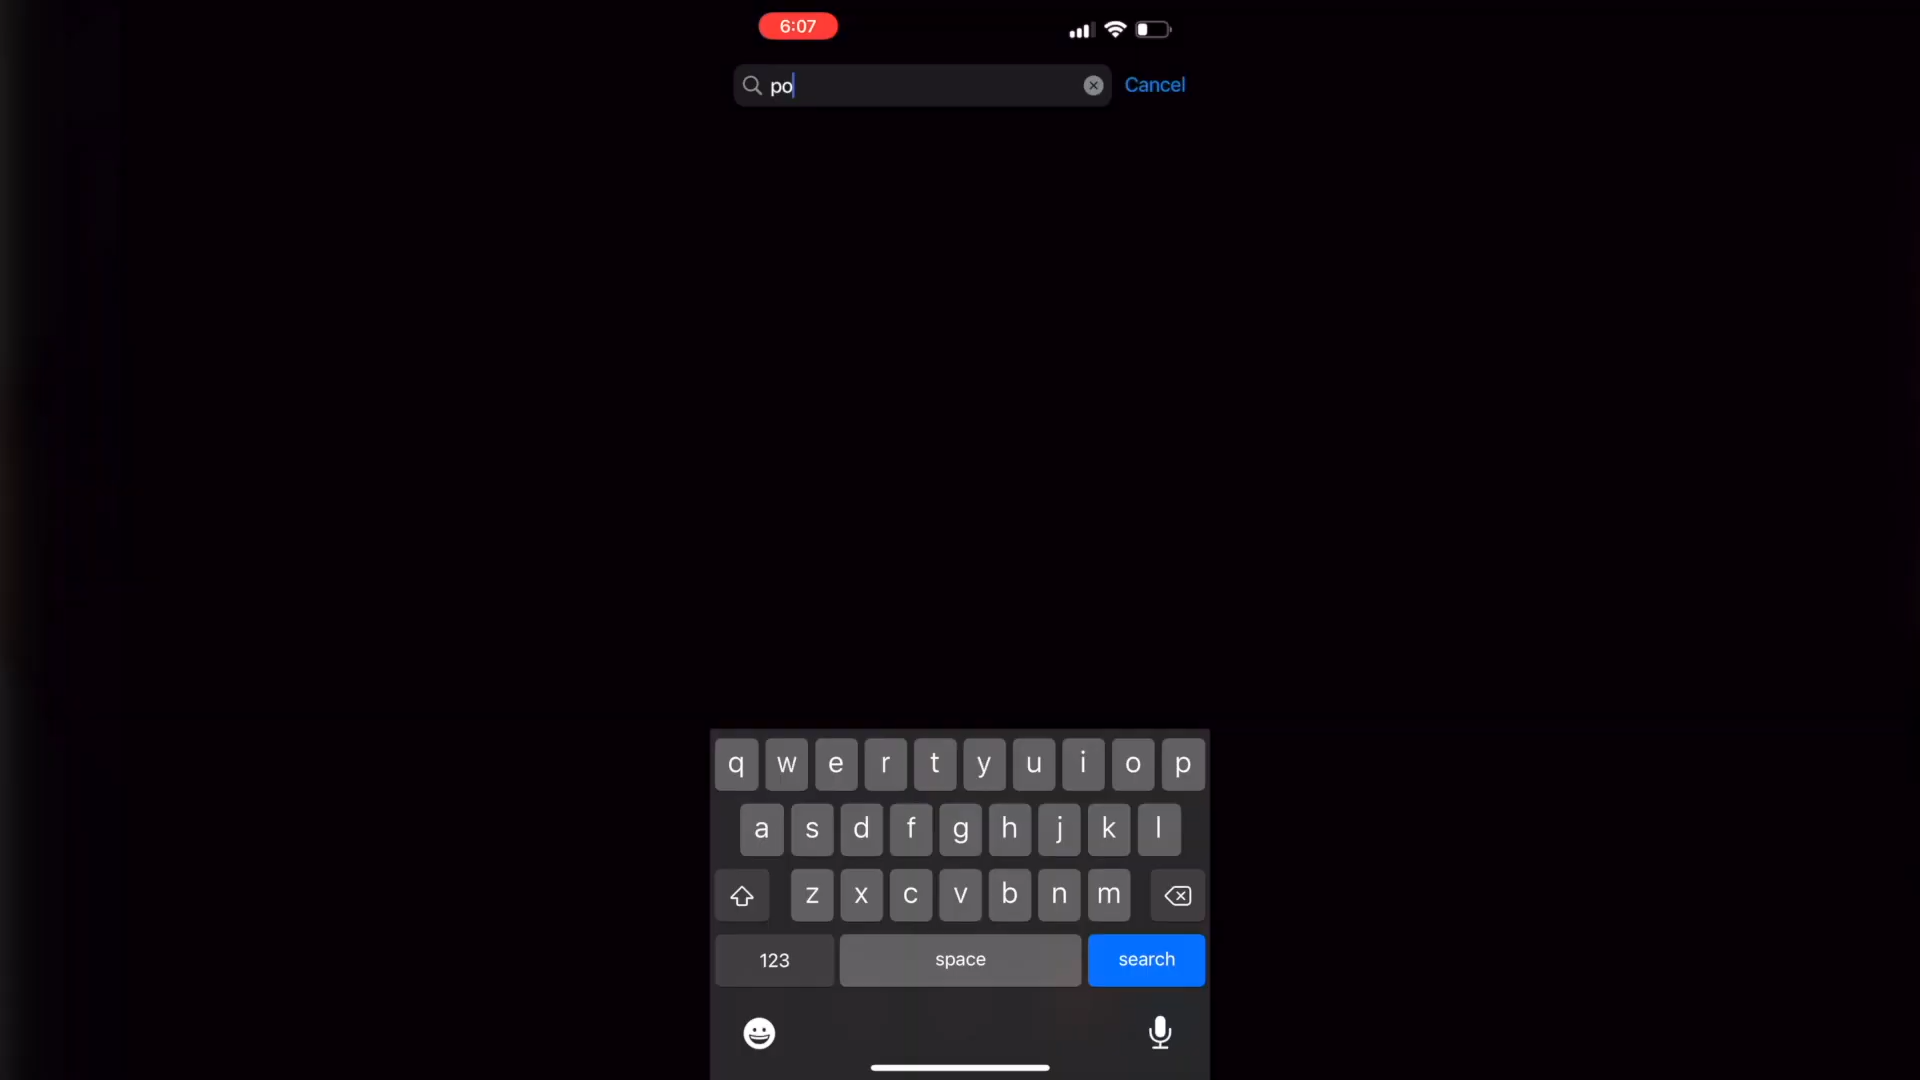 6:07
po
Cancel
q w e r t y u i o p
a s d f g h j k l
z x c v b n m
123 space search